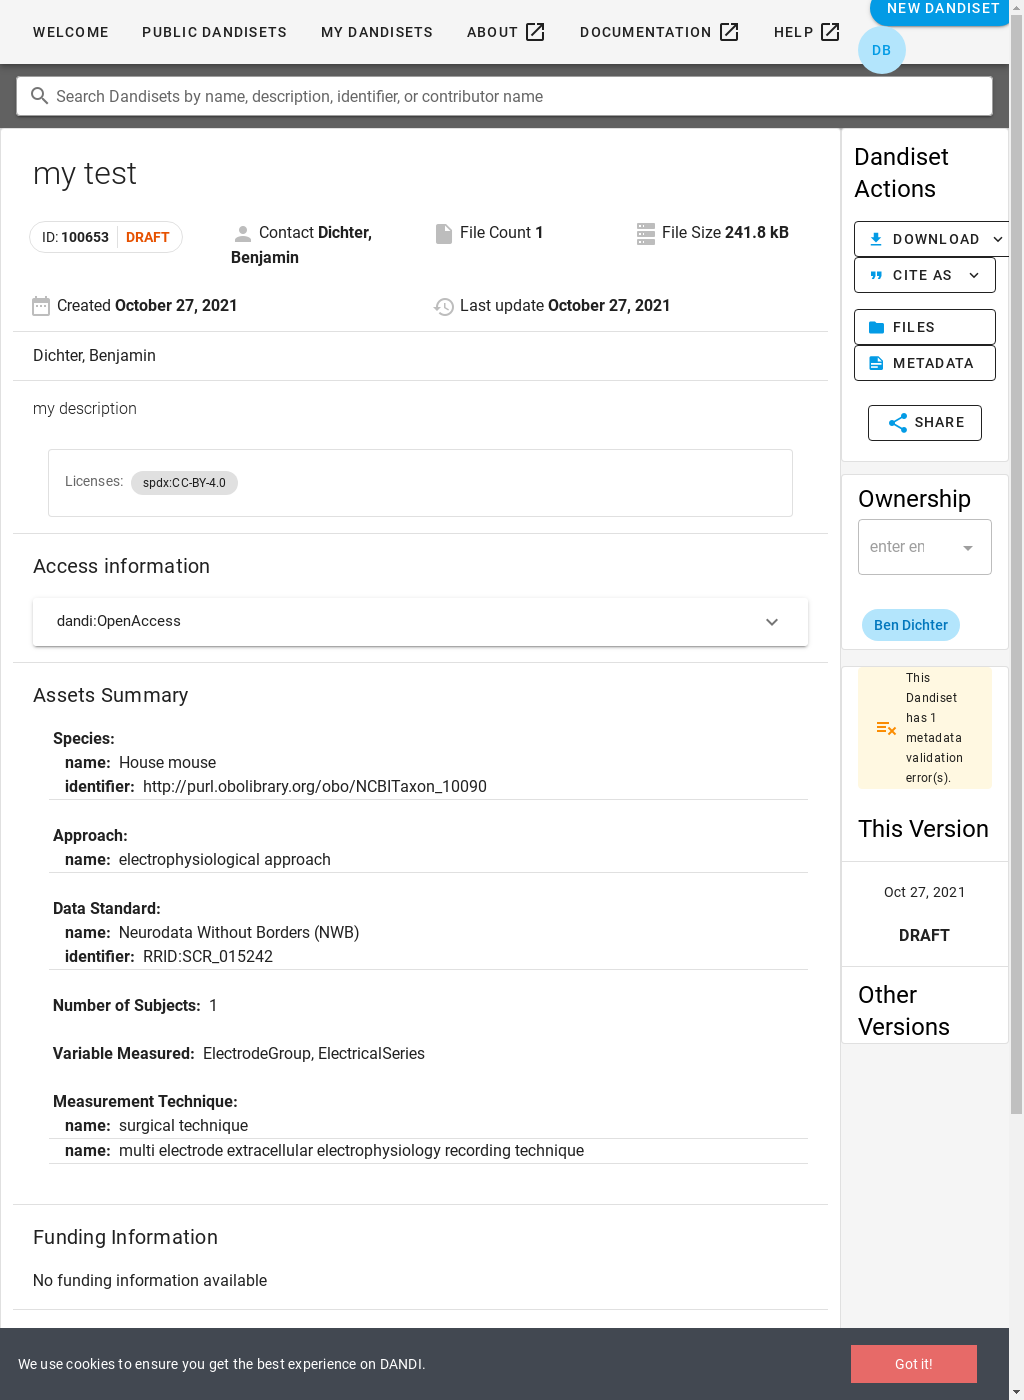 WELCOME PUBLIC DANDISETS MY DANDISETS ABOUT DOCUMENTATION HELP NEW DANDISET
DB
Search Dandisets by name, description, identifier, or contributor name
my test
ID: 100653 DRAFT
Contact Dichter, Benjamin
File Count 1
File Size 241.8 kB
Created October 27, 2021
Last update October 27, 2021
Dichter, Benjamin
my description
Licenses: spdx:CC-BY-4.0
Access information
dandi:OpenAccess
Assets Summary
Species:
name: House mouse
identifier: http://purl.obolibrary.org/obo/NCBITaxon_10090
Approach:
name: electrophysiological approach
Data Standard:
name: Neurodata Without Borders (NWB)
identifier: RRID:SCR_015242
Number of Subjects: 1
Variable Measured: ElectrodeGroup, ElectricalSeries
Measurement Technique:
name: surgical technique
name: multi electrode extracellular electrophysiology recording technique
Funding Information
No funding information available
Dandiset
Actions
DOWNLOAD
CITE AS
FILES
METADATA
SHARE
Ownership
enter en
Ben Dichter
This
Dandiset
has 1
metadata
validation
error(s).
This Version
Oct 27, 2021
DRAFT
Other
Versions
We use cookies to ensure you get the best experience on DANDI.
Got it!